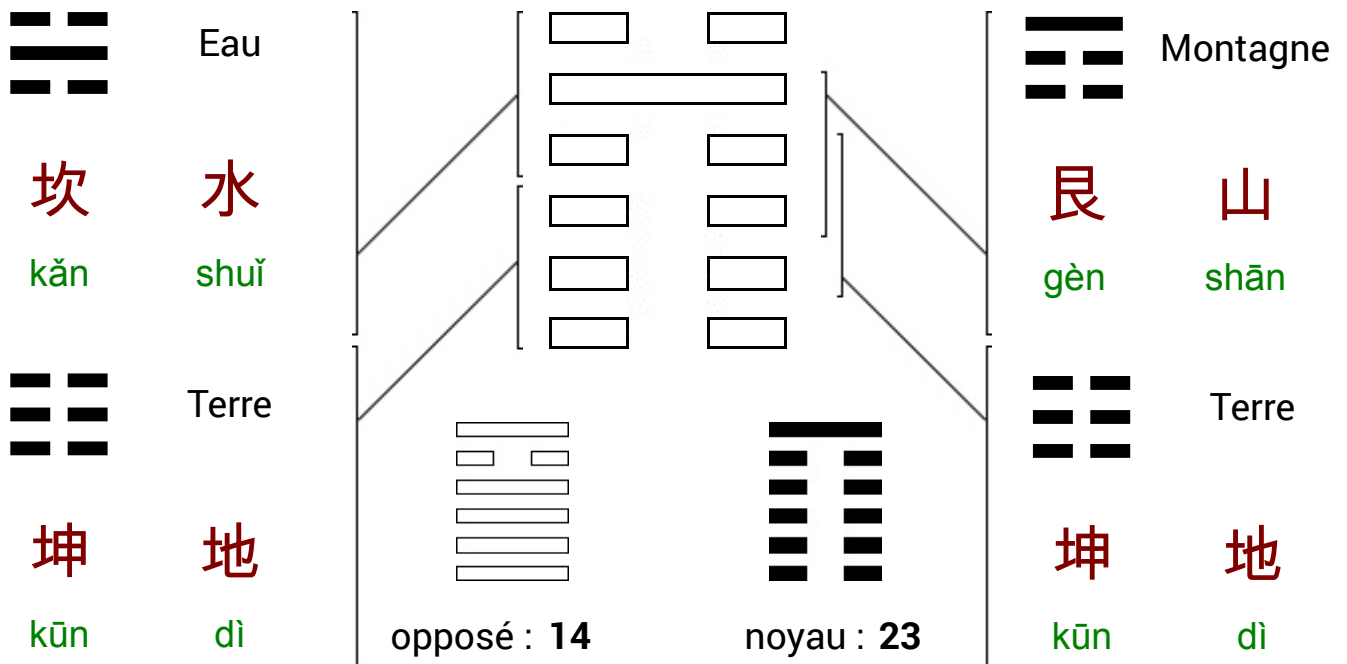 Eau
坎 水
kǎn shuǐ
Terre
坤 地
kūn dì
opposé : 14
noyau : 23
Montagne
艮 山
gèn shān
Terre
坤 地
kūn dì